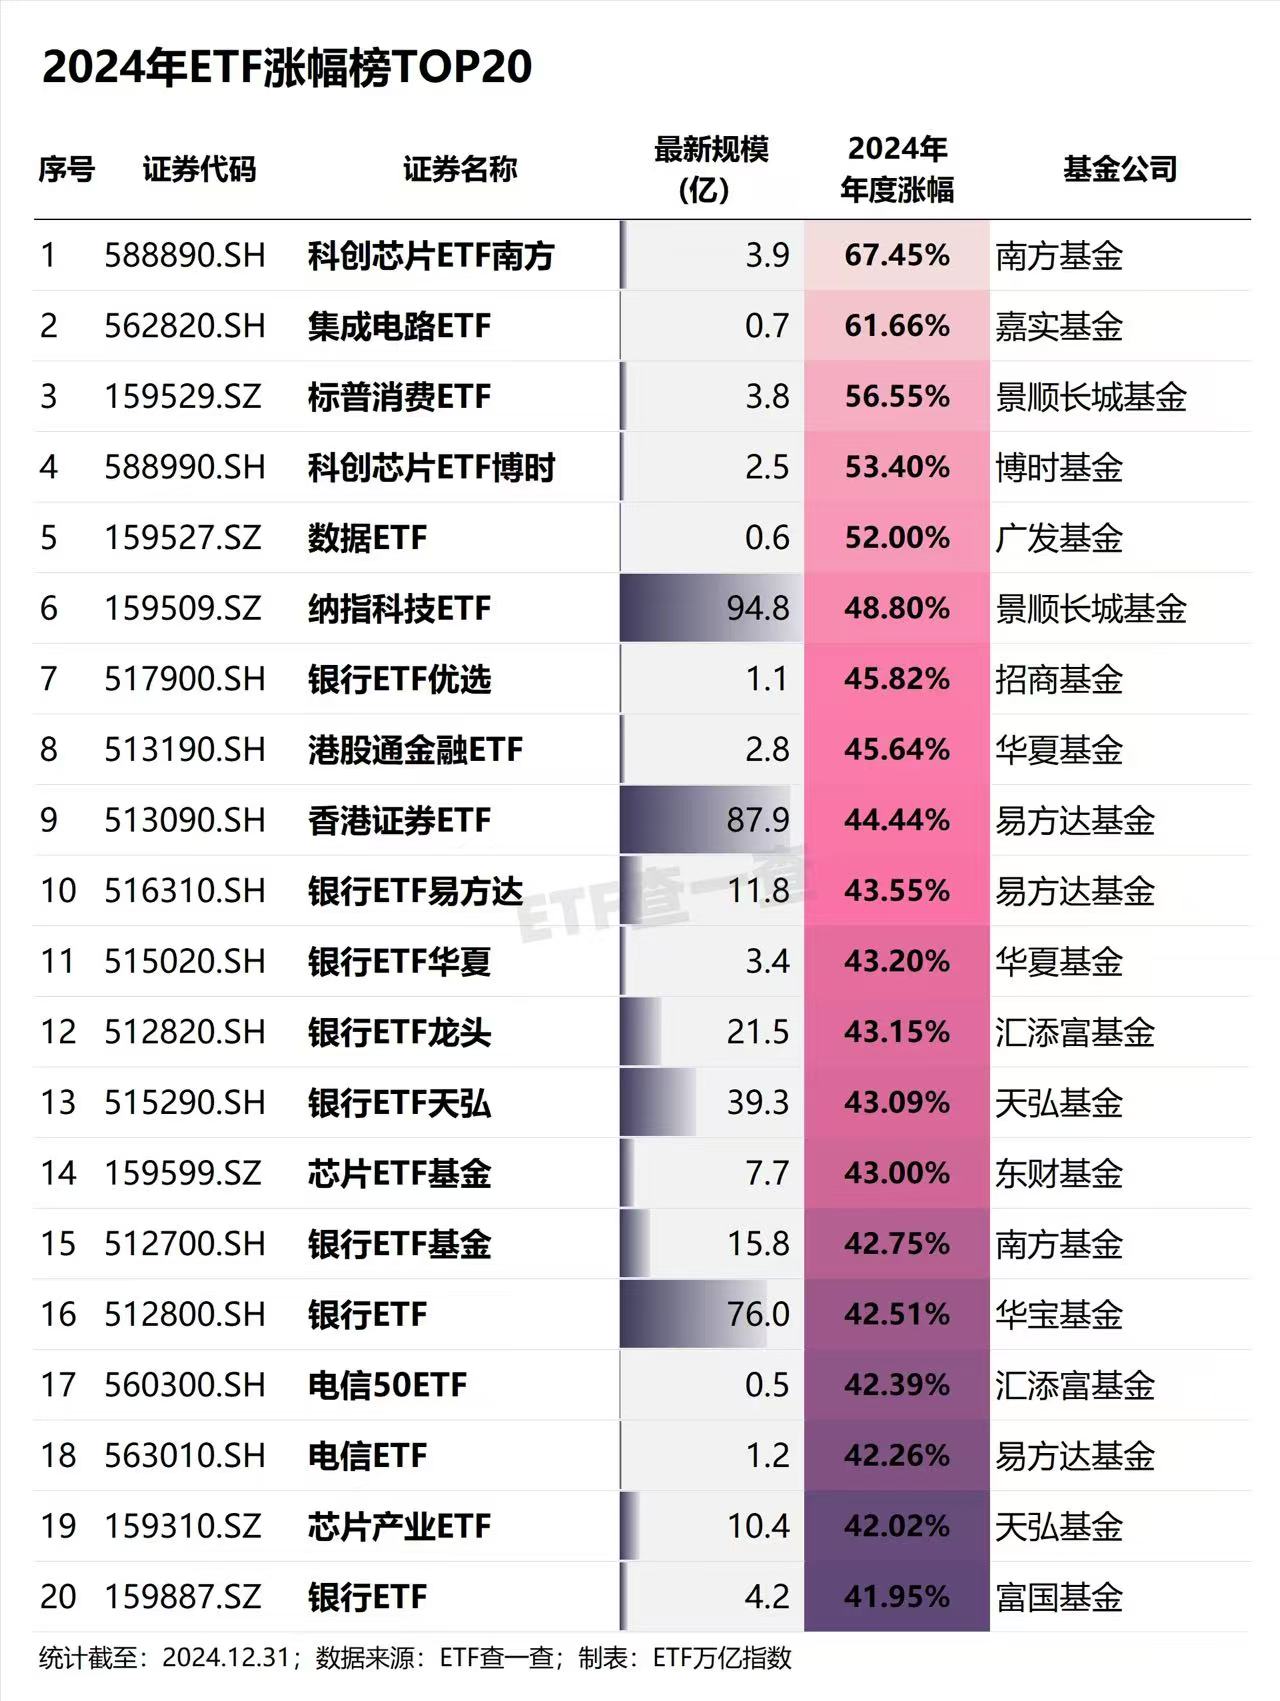 2024年ETF涨幅榜TOP20
序号 证券代码 证券名称 最新规模(亿) 2024年年度涨幅 基金公司
1 588890.SH 科创芯片ETF南方 3.9 67.45% 南方基金
2 562820.SH 集成电路ETF 0.7 61.66% 嘉实基金
3 159529.SZ 标普消费ETF 3.8 56.55% 景顺长城基金
4 588990.SH 科创芯片ETF博时 2.5 53.40% 博时基金
5 159527.SZ 数据ETF 0.6 52.00% 广发基金
6 159509.SZ 纳指科技ETF 94.8 48.80% 景顺长城基金
7 517900.SH 银行ETF优选 1.1 45.82% 招商基金
8 513190.SH 港股通金融ETF 2.8 45.64% 华夏基金
9 513090.SH 香港证券ETF 87.9 44.44% 易方达基金
10 516310.SH 银行ETF易方达 11.8 43.55% 易方达基金
ETF查一查
11 515020.SH 银行ETF华夏 3.4 43.20% 华夏基金
12 512820.SH 银行ETF龙头 21.5 43.15% 汇添富基金
13 515290.SH 银行ETF天弘 39.3 43.09% 天弘基金
14 159599.SZ 芯片ETF基金 7.7 43.00% 东财基金
15 512700.SH 银行ETF基金 15.8 42.75% 南方基金
16 512800.SH 银行ETF 76.0 42.51% 华宝基金
17 560300.SH 电信50ETF 0.5 42.39% 汇添富基金
18 563010.SH 电信ETF 1.2 42.26% 易方达基金
19 159310.SZ 芯片产业ETF 10.4 42.02% 天弘基金
20 159887.SZ 银行ETF 4.2 41.95% 富国基金
统计截至：2024.12.31；数据来源：ETF查一查；制表：ETF万亿指数